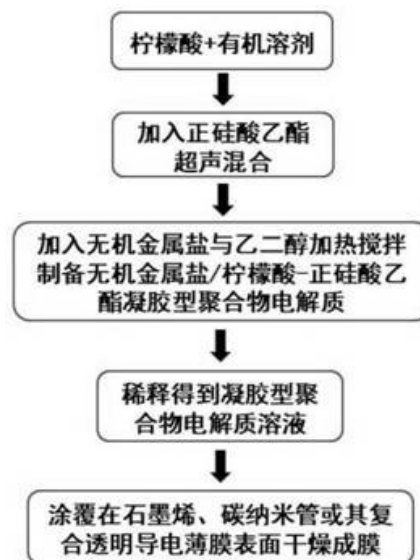 柠檬酸+有机溶剂
加入正硅酸乙酯
超声混合
加入无机金属盐与乙二醇加热搅拌
制备无机金属盐/柠檬酸-正硅酸乙
酯凝胶型聚合物电解质
稀释得到凝胶型聚
合物电解质溶液
涂覆在石墨烯、碳纳米管或其复
合透明导电薄膜表面干燥成膜